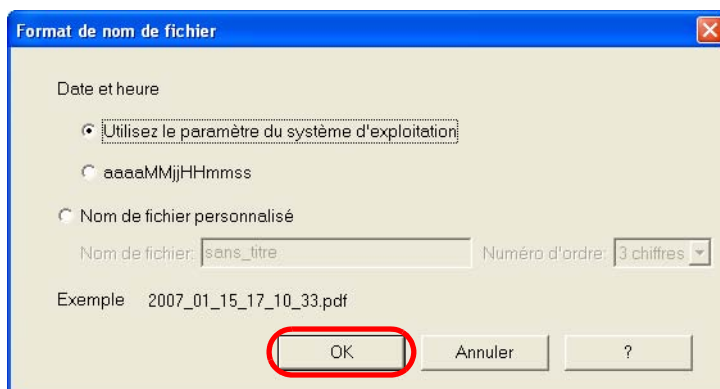 Format de nom de fichier
Date et heure
Utilisez le paramètre du système d'exploitation
aaaaMMjjHHmmss
Nom de fichier personnalisé
Nom de fichier: sans_titre Numéro d'ordre: 3 chiffres
Exemple 2007_01_15_17_10_33.pdf
OK Annuler ?